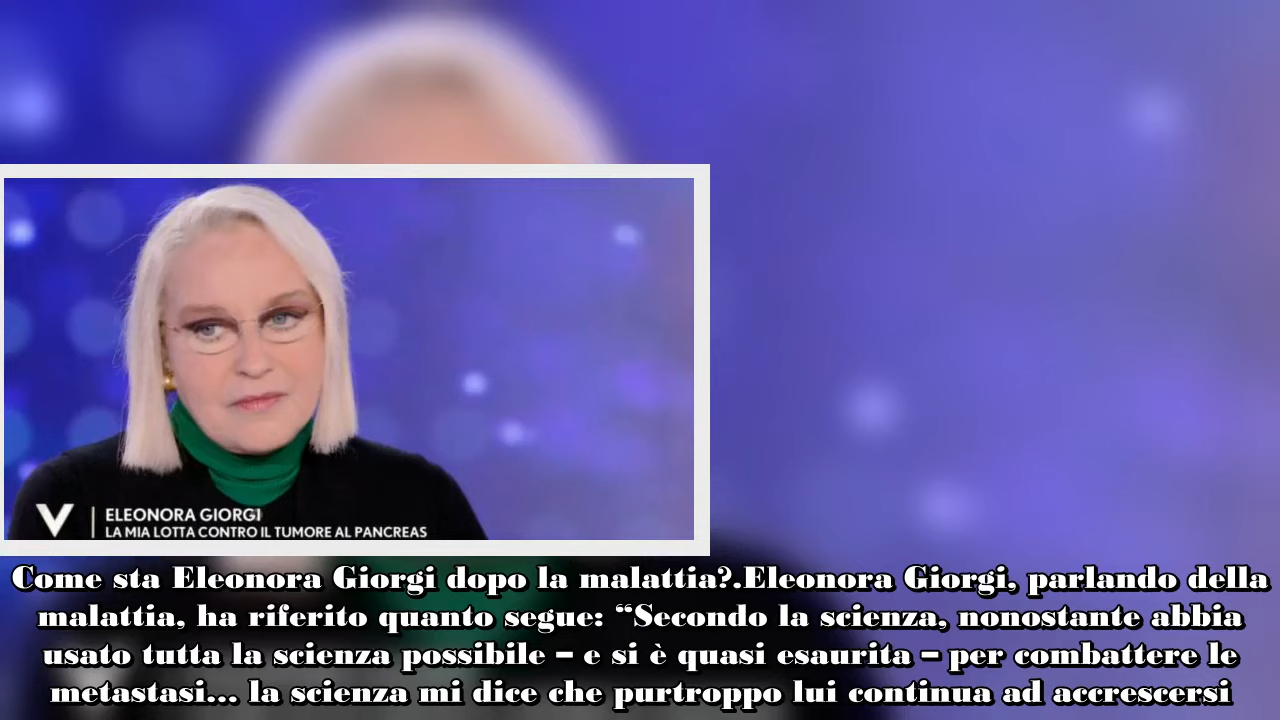 V
ELEONORA GIORGI
LA MIA LOTTA CONTRO IL TUMORE AL PANCREAS
Come sta Eleonora Giorgi dopo la malattia?.Eleonora Giorgi, parlando della
malattia, ha riferito quanto segue: “Secondo la scienza, nonostante abbia
usato tutta la scienza possibile – e si è quasi esaurita – per combattere le
metastasi... la scienza mi dice che purtroppo lui continua ad accrescersi